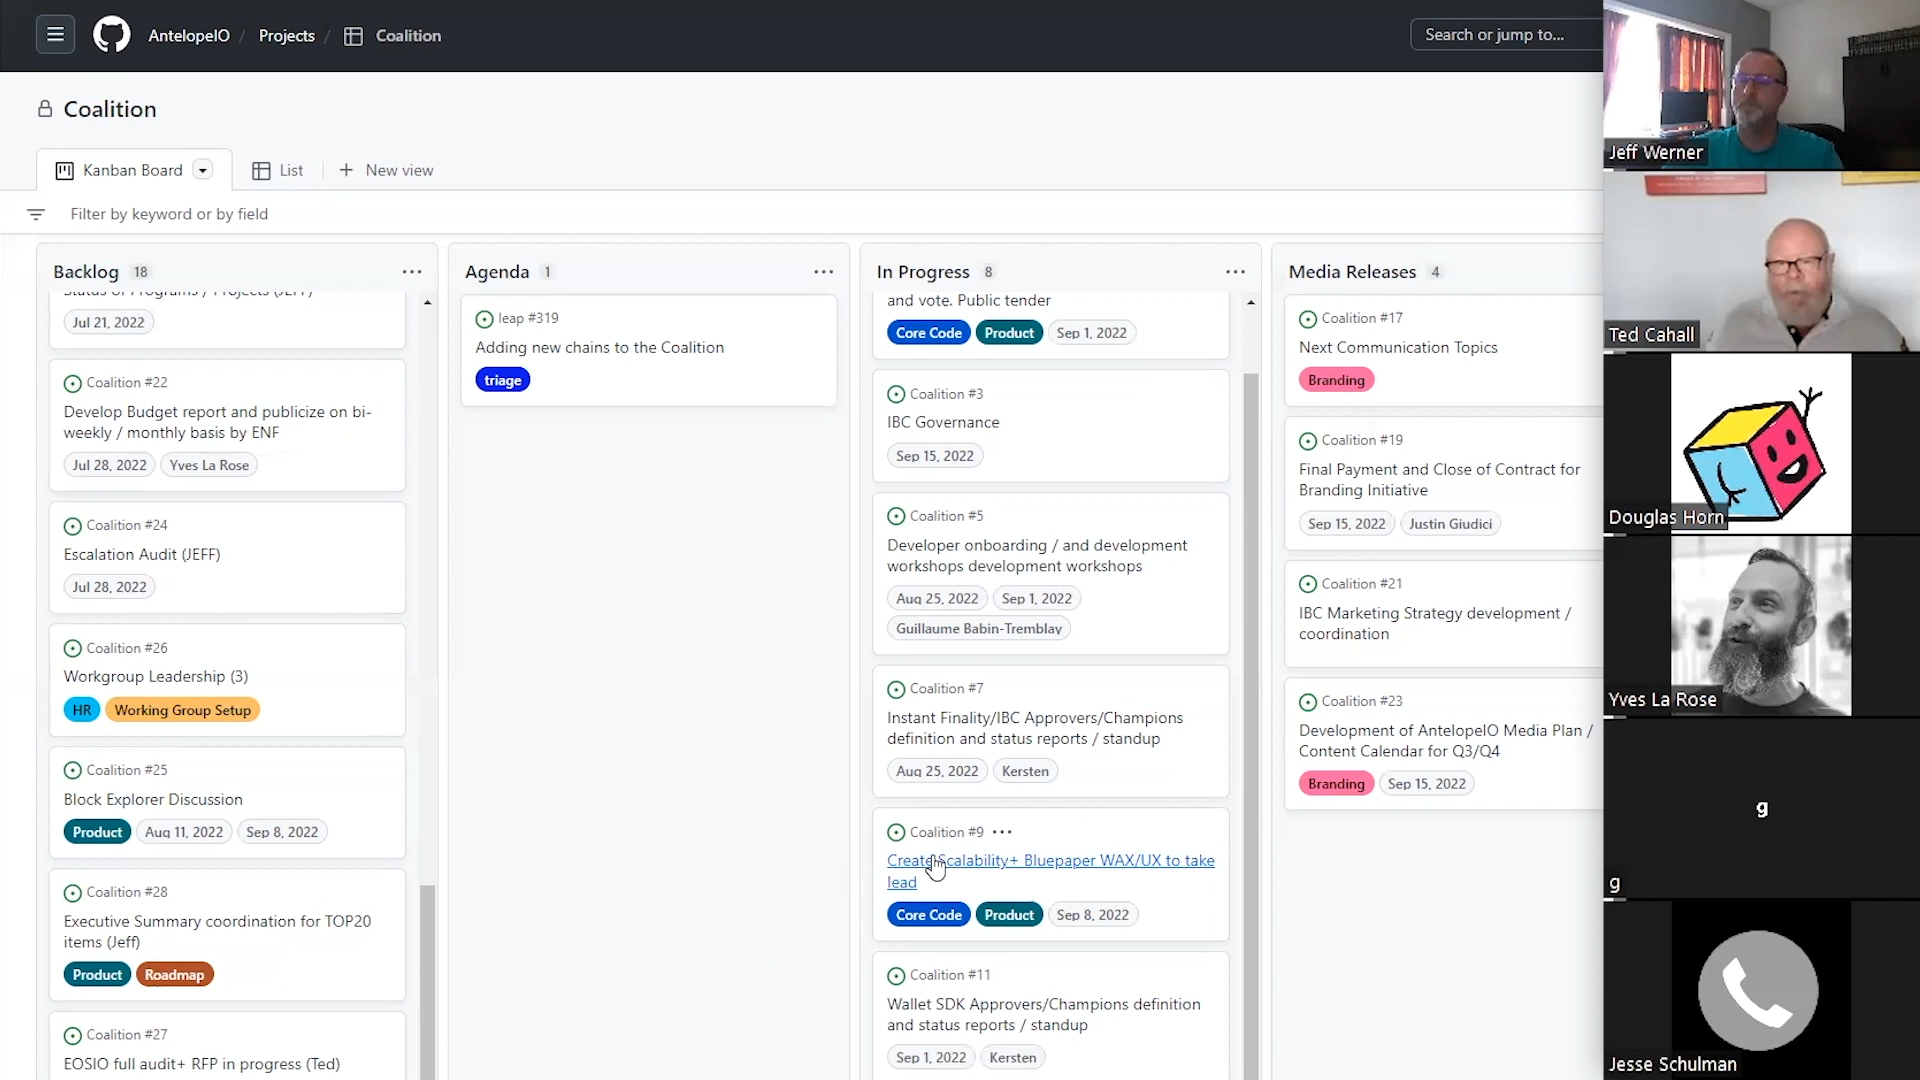 AntelopeIO / Projects / Coalition
Search or jump to...
Coalition
Kanban Board
List
New view
Filter by keyword or by field
Backlog 18
Status of Programs / Projects (JEFF)
Jul 21, 2022
Coalition #22
Develop Budget report and publicize on bi-
weekly / monthly basis by ENF
Jul 28, 2022 Yves La Rose
Coalition #24
Escalation Audit (JEFF)
Jul 28, 2022
Coalition #26
Workgroup Leadership (3)
HR Working Group Setup
Coalition #25
Block Explorer Discussion
Product Aug 11, 2022 Sep 8, 2022
Coalition #28
Executive Summary coordination for TOP20
items (Jeff)
Product Roadmap
Coalition #27
EOSIO full audit+ RFP in progress (Ted)
Agenda 1
leap #319
Adding new chains to the Coalition
triage
In Progress 8
and vote. Public tender
Core Code Product Sep 1, 2022
Coalition #3
IBC Governance
Sep 15, 2022
Coalition #5
Developer onboarding / and development
workshops development workshops
Aug 25, 2022 Sep 1, 2022
Guillaume Babin-Tremblay
Coalition #7
Instant Finality/IBC Approvers/Champions
definition and status reports / standup
Aug 25, 2022 Kersten
Coalition #9
Create Scalability+ Bluepaper WAX/UX to take
lead
Core Code Product Sep 8, 2022
Coalition #11
Wallet SDK Approvers/Champions definition
and status reports / standup
Sep 1, 2022 Kersten
Media Releases 4
Coalition #17
Next Communication Topics
Branding
Coalition #19
Final Payment and Close of Contract for
Branding Initiative
Sep 15, 2022 Justin Giudici
Coalition #21
IBC Marketing Strategy development /
coordination
Coalition #23
Development of AntelopeIO Media Plan /
Content Calendar for Q3/Q4
Branding Sep 15, 2022
Jeff Werner
Ted Cahall
Douglas Horn
Yves La Rose
g
g
Jesse Schulman